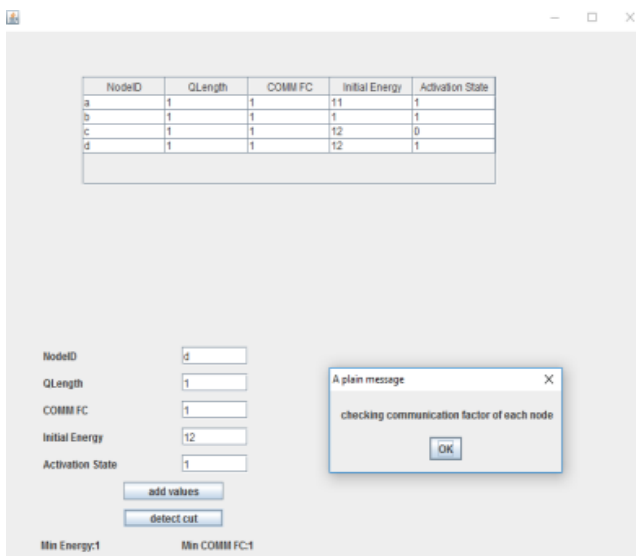 NodeID QLength COMM FC Initial Energy Activation State
a 1 1 11 1
b 1 1 1 1
c 1 1 12 0
d 1 1 12 1
NodeID d
QLength 1
COMM FC 1
Initial Energy 12
Activation State 1
add values
detect cut
Min Energy:1 Min COMM FC:1
A plain message
checking communication factor of each node
OK